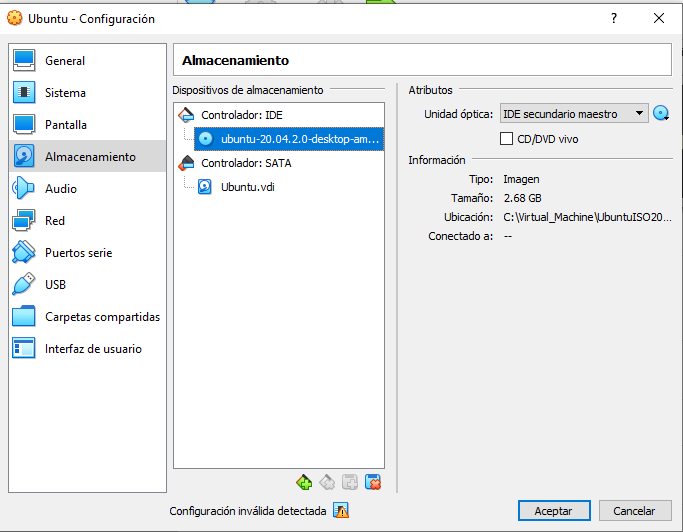 Ubuntu - Configuración
?
General
Sistema
Pantalla
Almacenamiento
Audio
Red
Puertos serie
USB
Carpetas compartidas
Interfaz de usuario
Almacenamiento
Dispositivos de almacenamiento
Controlador: IDE
ubuntu-20.04.2.0-desktop-am...
Controlador: SATA
Ubuntu.vdi
Atributos
Unidad óptica: IDE secundario maestro
CD/DVD vivo
Información
Tipo: Imagen
Tamaño: 2.68 GB
Ubicación: C:\Virtual_Machine\UbuntuISO20...
Conectado a: --
Configuración inválida detectada
Aceptar
Cancelar